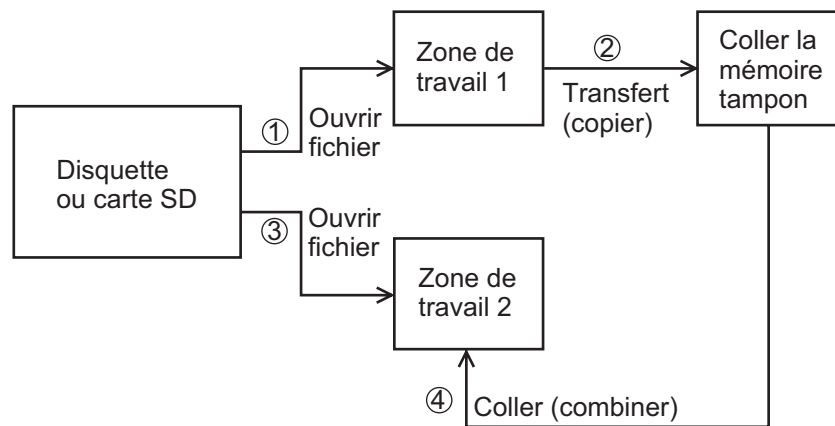 Disquette
ou carte SD
①
Ouvrir
fichier
Zone de
travail 1
②
Transfert
(copier)
Coller la
mémoire
tampon
③
Ouvrir
fichier
Zone de
travail 2
④ Coller (combiner)